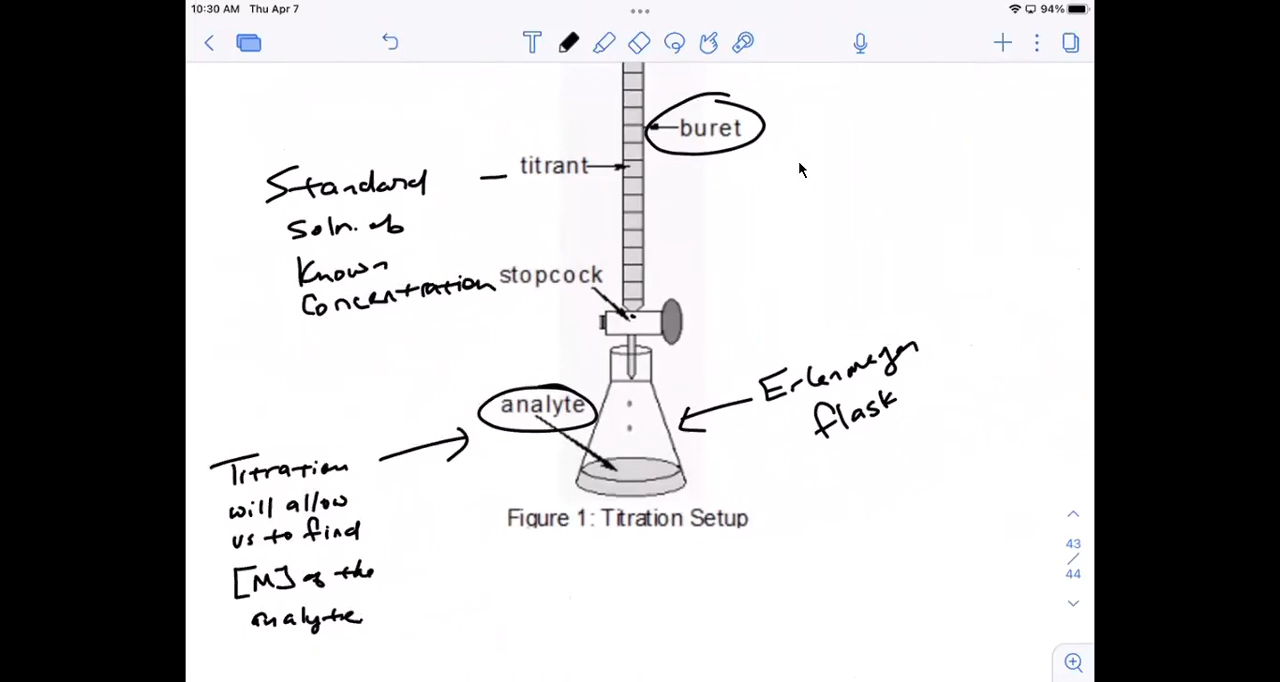 10:30 AM Thu Apr 7
94%
T
buret
titrant
Standard
Soln. of
Known
Concentration
stopcock
Erlenmeyer
flask
analyte
Titration
will allow
us to find
[M] of the
analyte
Figure 1: Titration Setup
43
44